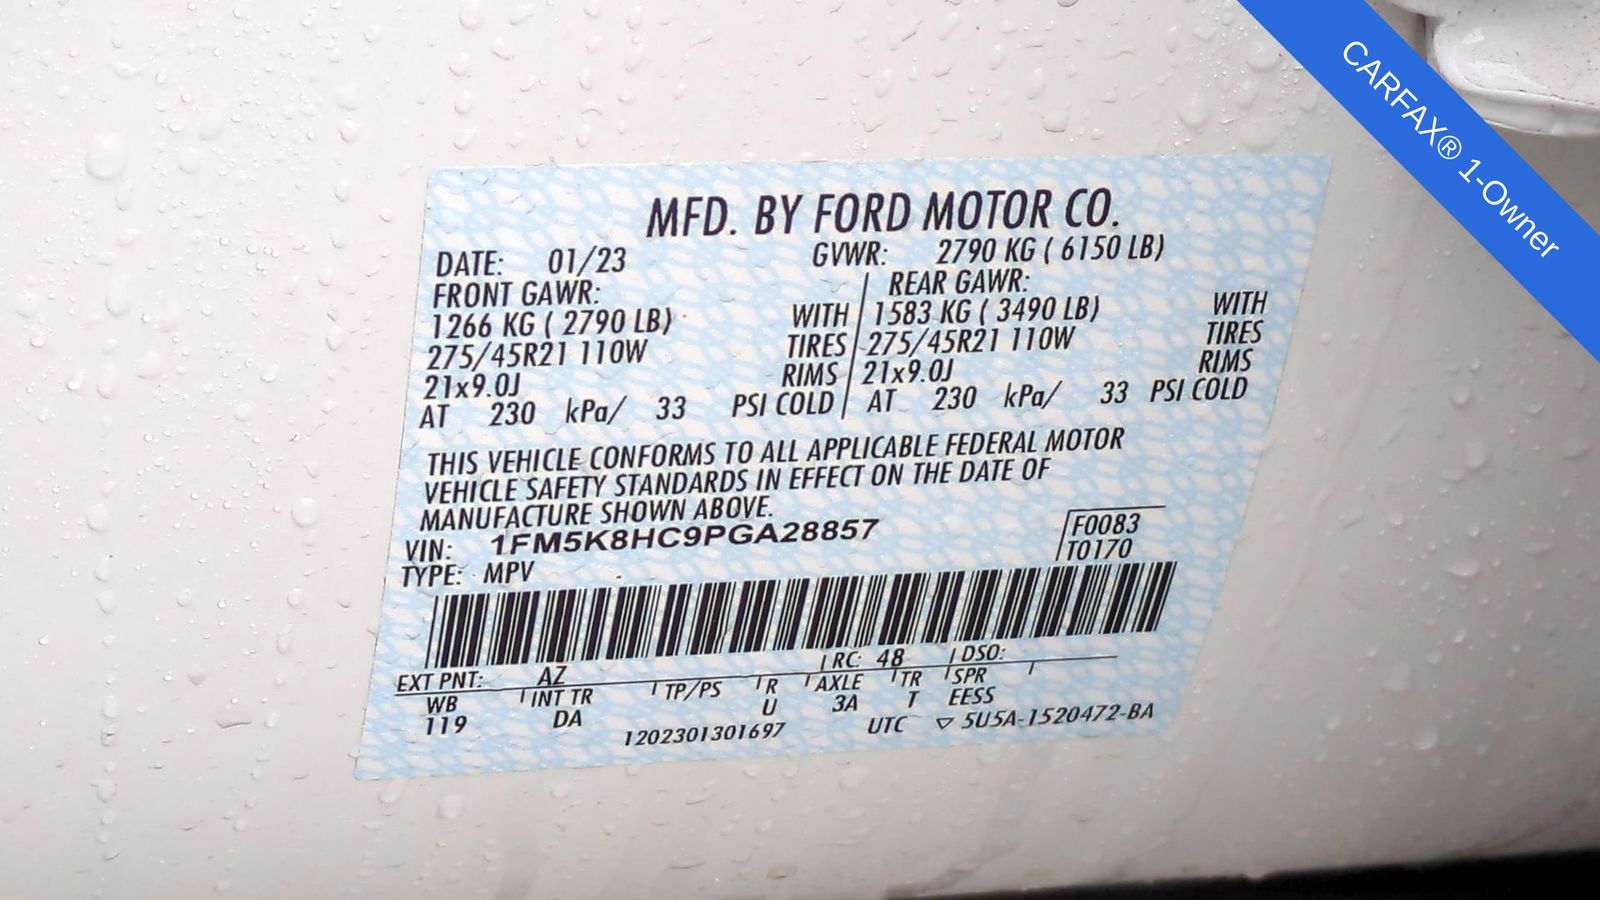 CARFAX® 1-Owner
MFD. BY FORD MOTOR CO.
DATE: 01/23 GVWR: 2790 KG ( 6150 LB)
FRONT GAWR: REAR GAWR:
1266 KG ( 2790 LB) WITH 1583 KG ( 3490 LB) WITH
275/45R21 110W TIRES 275/45R21 110W TIRES
21x9.0J RIMS 21x9.0J RIMS
AT 230 kPa/ 33 PSI COLD AT 230 kPa/ 33 PSI COLD
THIS VEHICLE CONFORMS TO ALL APPLICABLE FEDERAL MOTOR
VEHICLE SAFETY STANDARDS IN EFFECT ON THE DATE OF
MANUFACTURE SHOWN ABOVE.
VIN: 1FM5K8HC9PGA28857 F0083
TYPE: MPV T0170
EXT PNT: AZ RC: 48 DSO:
WB INT TR TP/PS R AXLE TR SPR
119 DA U 3A T EESS
1202301301697 UTC ▽ 5U5A-1520472-BA